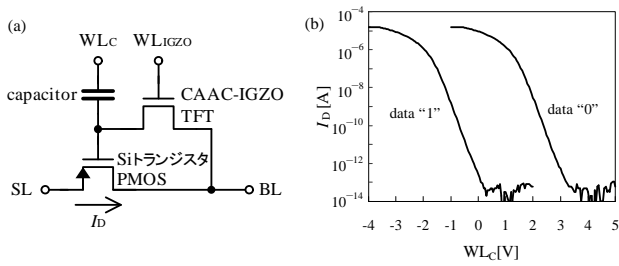 (a)
WLC
WLIGZO
capacitor
CAAC-IGZO
TFT
Siトランジスタ
PMOS
SL
BL
ID
(b)
ID [A]
10-4
10-6
10-8
10-10
10-12
10-14
data “1”
data “0”
-4 -3 -2 -1 0 1 2 3 4 5
WLC[V]